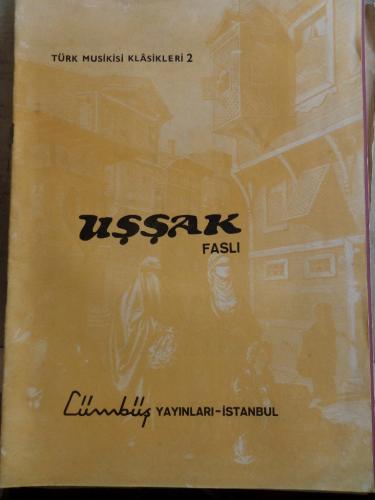 TÜRK MUSİKİSİ KLÂSİKLERİ 2
UŞŞAK
FASLI
Cümbüş YAYINLARI-İSTANBUL